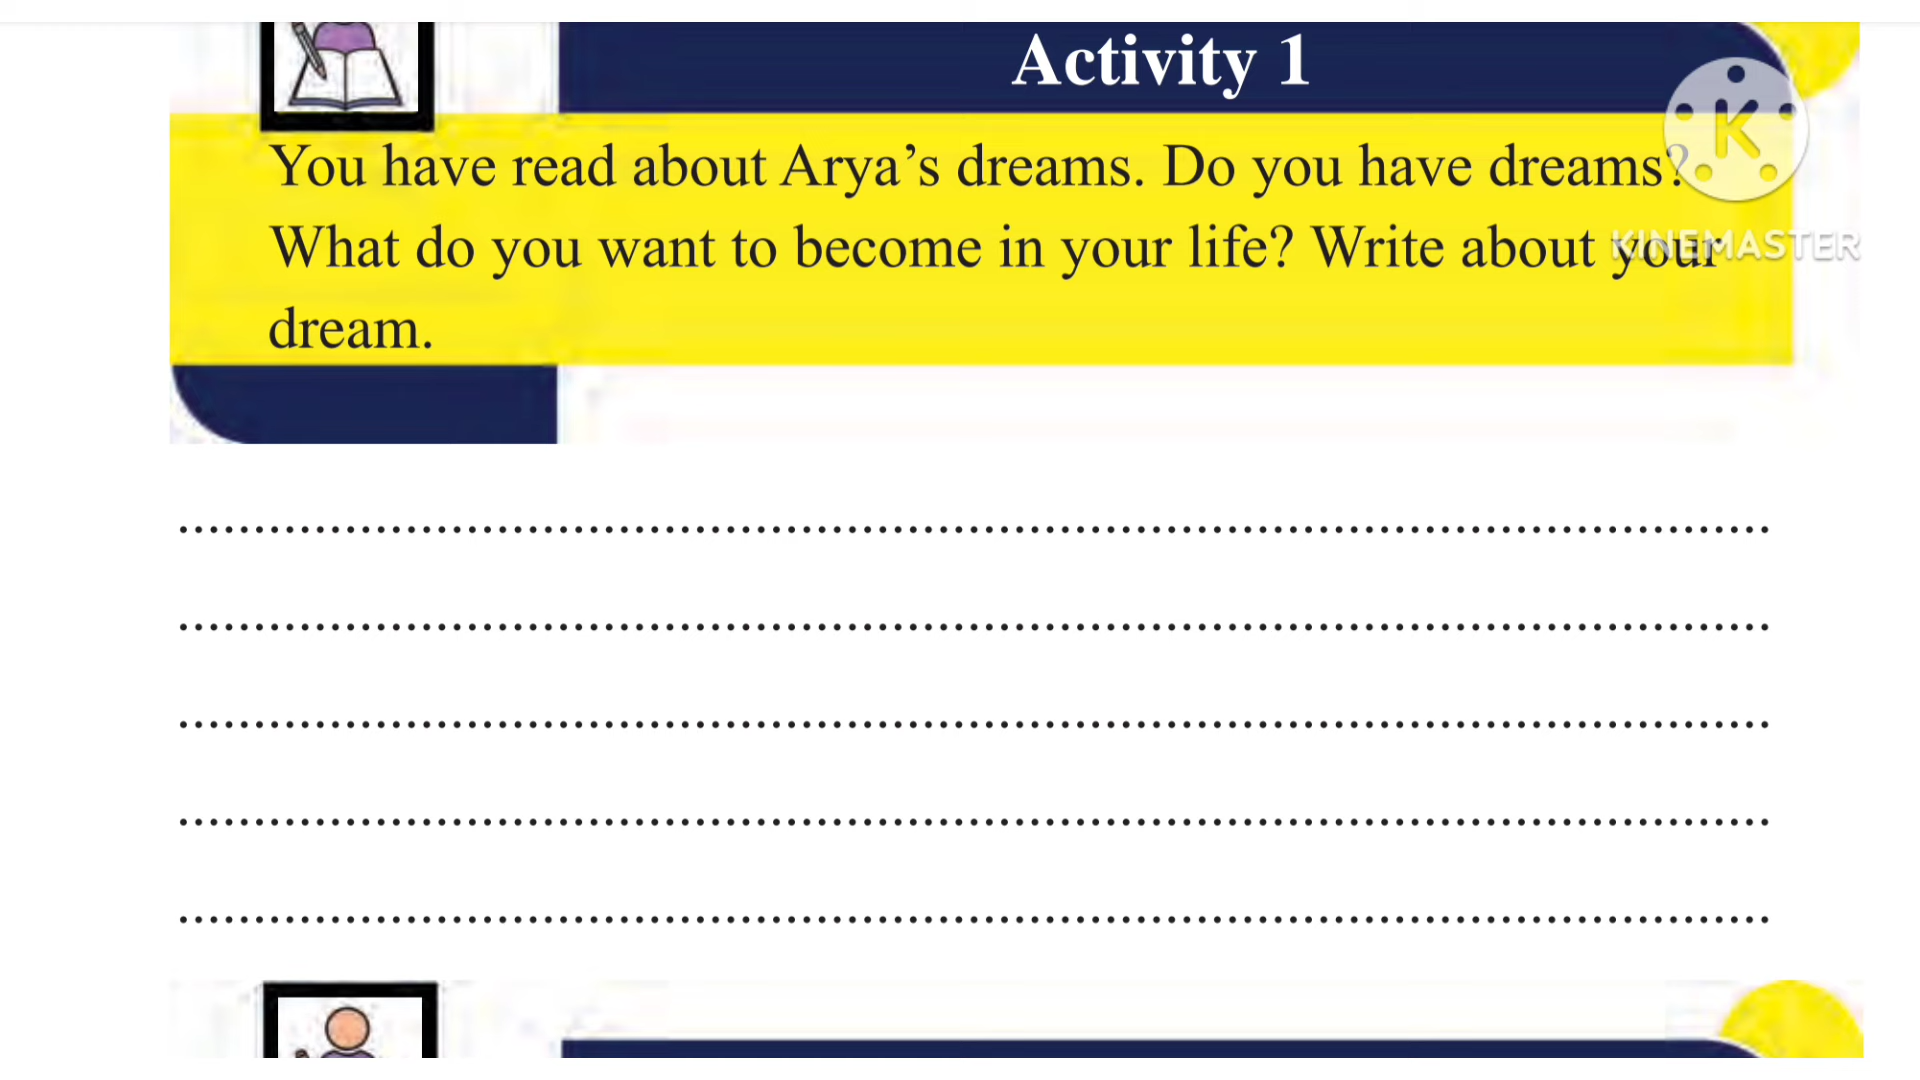 Activity 1
You have read about Arya’s dreams. Do you have dreams?
What do you want to become in your life? Write about your
dream.
K
KINEMASTER